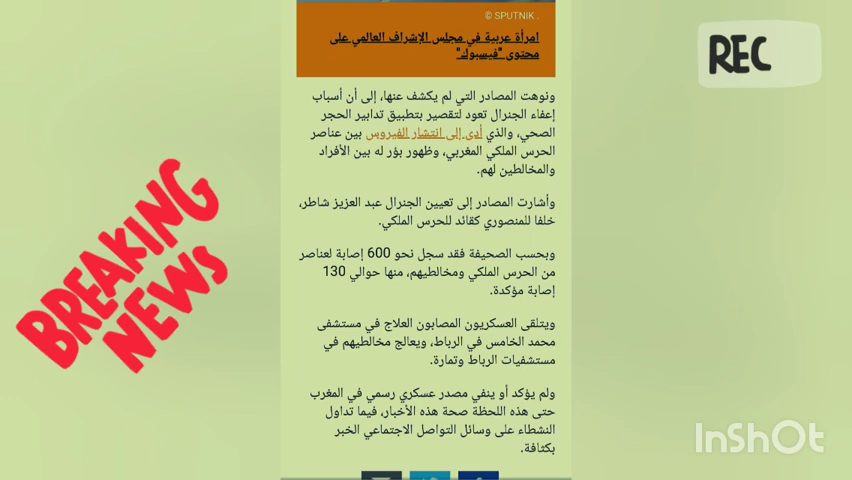 © SPUTNIK .
امرأة عربية في مجلس الإشراف العالمي على
محتوى "فيسبوك"
REC
ونوهت المصادر التي لم يكشف عنها، إلى أن أسباب
إعفاء الجنرال تعود لتقصير بتطبيق تدابير الحجر
الصحي، والذي أدى إلى انتشار الفيروس بين عناصر
الحرس الملكي المغربي، وظهور بؤر له بين الأفراد
والمخالطين لهم.
وأشارت المصادر إلى تعيين الجنرال عبد العزيز شاطر،
خلفا للمنصوري كقائد للحرس الملكي.
وبحسب الصحيفة فقد سجل نحو 600 إصابة لعناصر
من الحرس الملكي ومخالطيهم، منها حوالي 130
إصابة مؤكدة.
ويتلقى العسكريون المصابون العلاج في مستشفى
محمد الخامس في الرباط، ويعالج مخالطيهم في
مستشفيات الرباط وتمارة.
ولم يؤكد أو ينفي مصدر عسكري رسمي في المغرب
حتى هذه اللحظة صحة هذه الأخبار، فيما تداول
النشطاء على وسائل التواصل الاجتماعي الخبر
بكثافة.
BREAKING
NEWS
InShOt